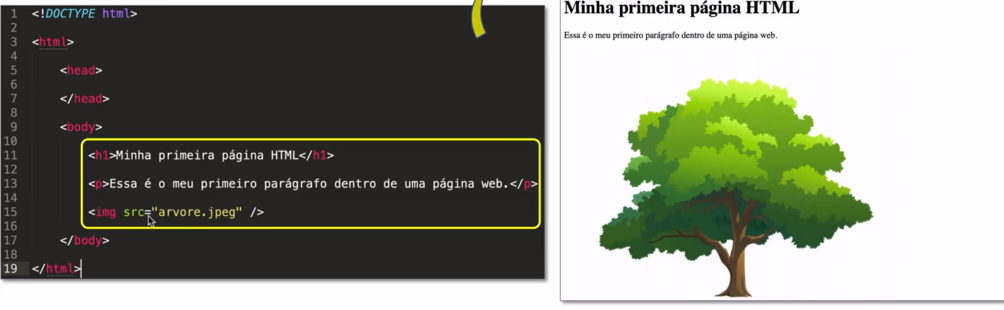 1 <!DOCTYPE html>
2
3 <html>
4
5 <head>
6
7 </head>
8
9 <body>
10
11 <h1>Minha primeira página HTML</h1>
12
13 <p>Essa é o meu primeiro parágrafo dentro de uma página web.</p>
14
15 <img src="arvore.jpeg" />
16
17 </body>
18
19 </html>
Minha primeira página HTML
Essa é o meu primeiro parágrafo dentro de uma página web.